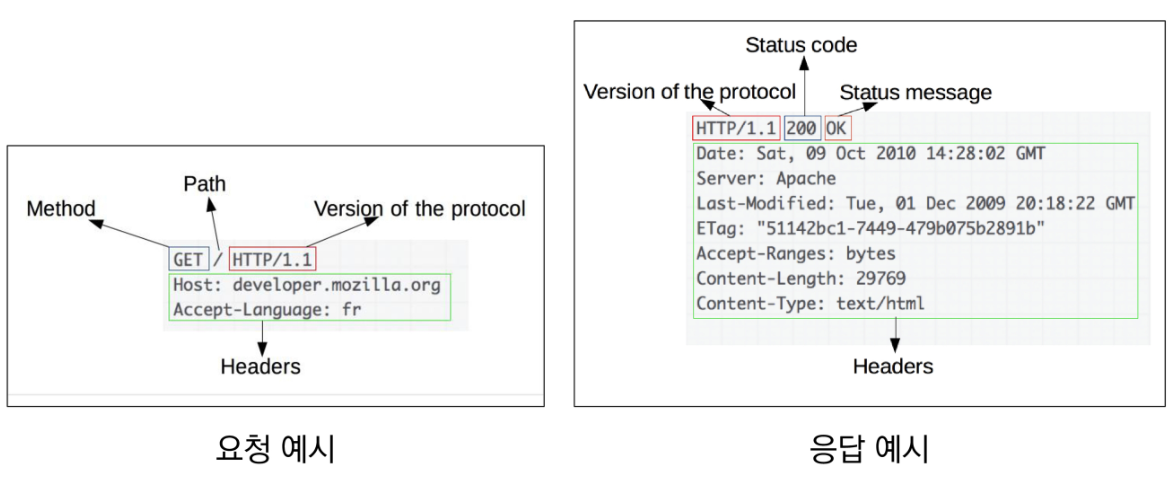 Path
Method
Version of the protocol
GET / HTTP/1.1
Host: developer.mozilla.org
Accept-Language: fr
Headers
요청 예시
Status code
Version of the protocol
Status message
HTTP/1.1 200 OK
Date: Sat, 09 Oct 2010 14:28:02 GMT
Server: Apache
Last-Modified: Tue, 01 Dec 2009 20:18:22 GMT
ETag: "51142bc1-7449-479b075b2891b"
Accept-Ranges: bytes
Content-Length: 29769
Content-Type: text/html
Headers
응답 예시